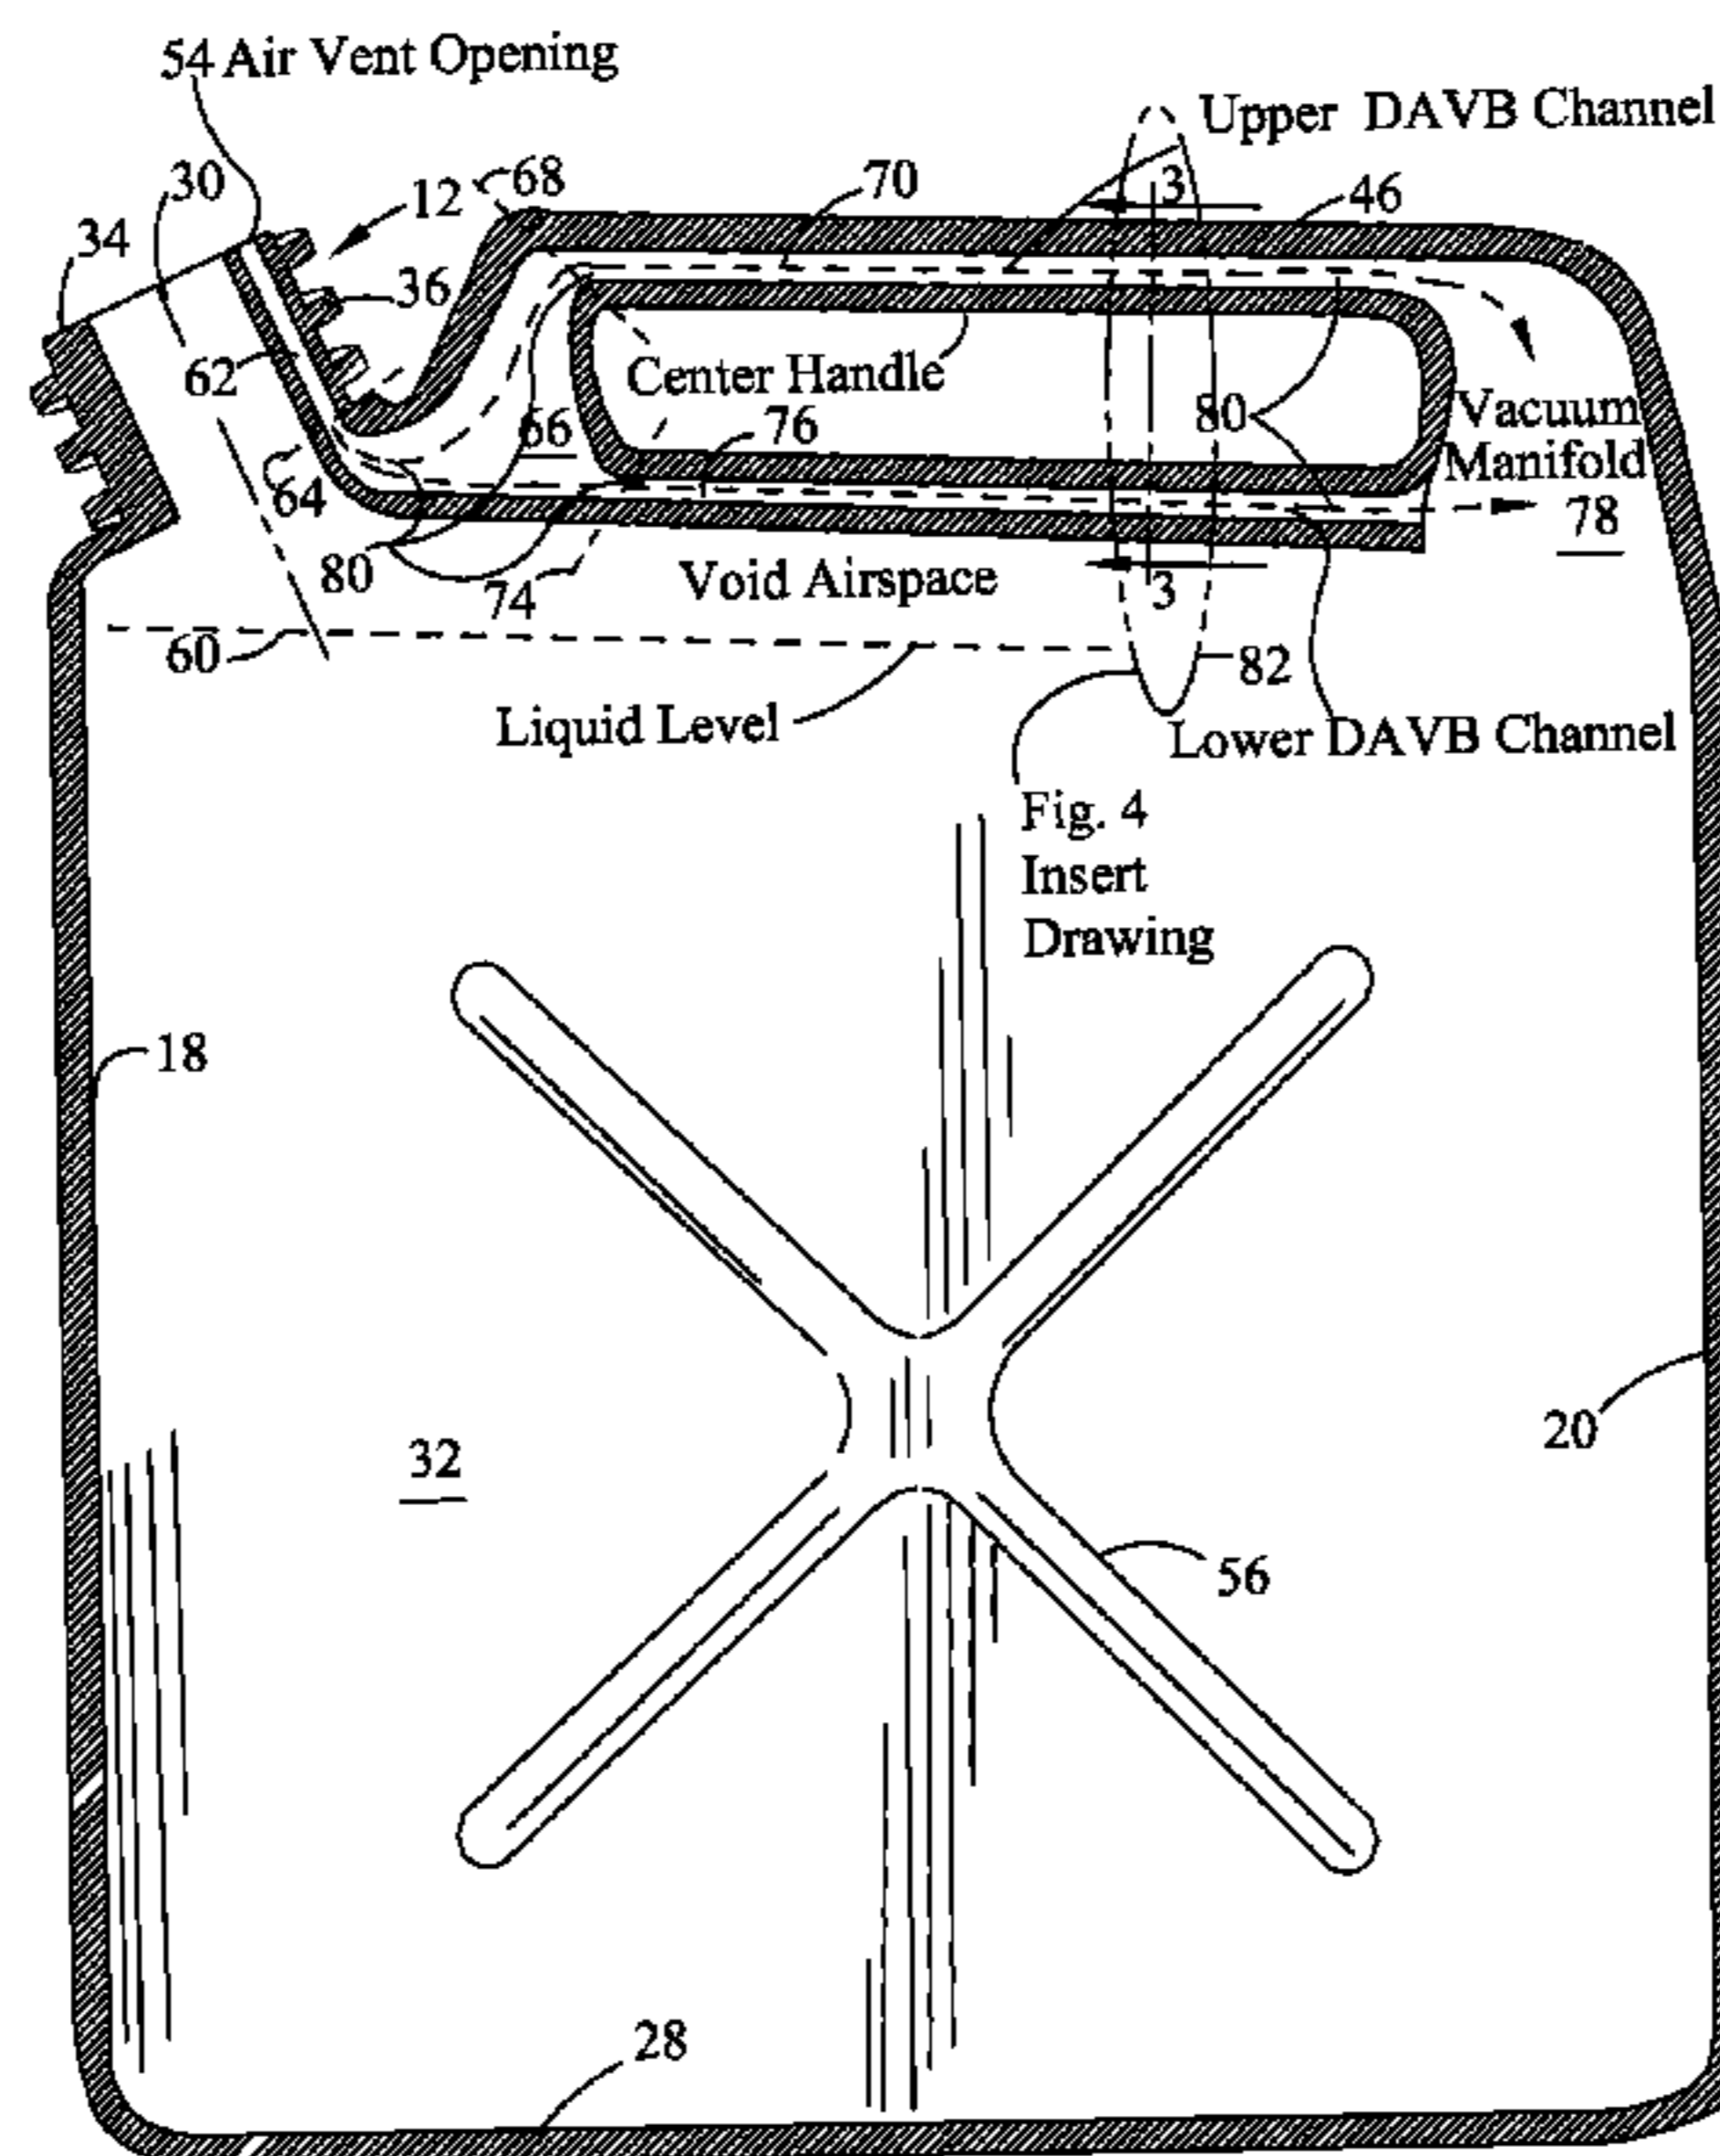 54 Air Vent Opening
Upper DAVB Channel
30
12
68
70
3
46
34
36
62
Center Handle
66
76
80
Vacuum
Manifold
78
64
80
74
Void Airspace
3
60
82
Liquid Level
Lower DAVB Channel
Fig. 4
Insert
Drawing
18
32
20
56
28